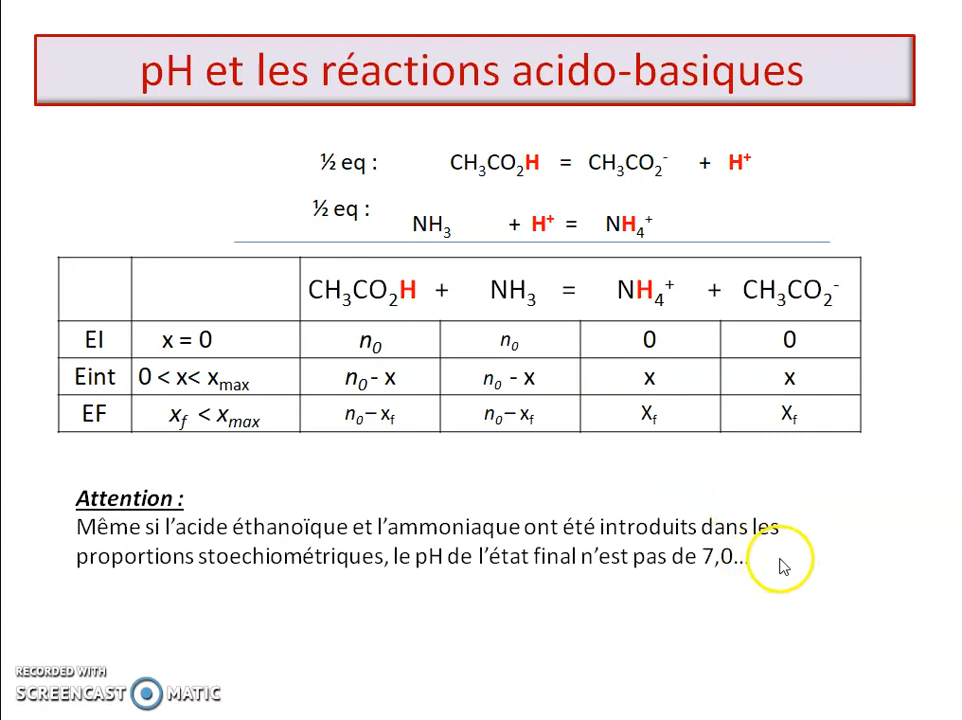 pH et les réactions acido-basiques
½ eq : CH₃CO₂H = CH₃CO₂⁻ + H⁺
½ eq : NH₃ + H⁺ = NH₄⁺
CH₃CO₂H + NH₃ = NH₄⁺ + CH₃CO₂⁻
EI x = 0 n₀ n₀ 0 0
Eint 0 < x< xmax n₀ - x n₀ - x x x
EF xf < xmax n₀ – xf n₀ – xf Xf Xf
Attention :
Même si l’acide éthanoïque et l’ammoniaque ont été introduits dans les
proportions stoechiométriques, le pH de l’état final n’est pas de 7,0...
RECORDED WITH
SCREENCAST MATIC